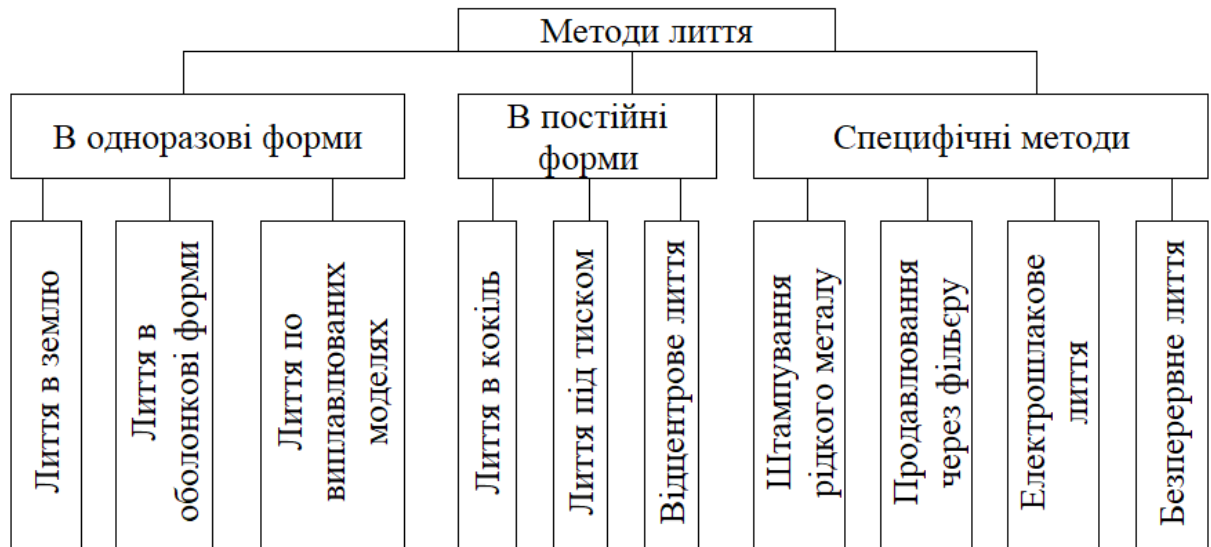 Методи лиття
В одноразові форми
В постійні
форми
Специфічні методи
Лиття в землю
Лиття в
оболонкові форми
Лиття по
виплавлюваних
моделях
Лиття в кокіль
Лиття під тиском
Відцентрове лиття
Штампування
рідкого металу
Продавлювання
через фільєру
Електрошлакове
лиття
Безперервне лиття